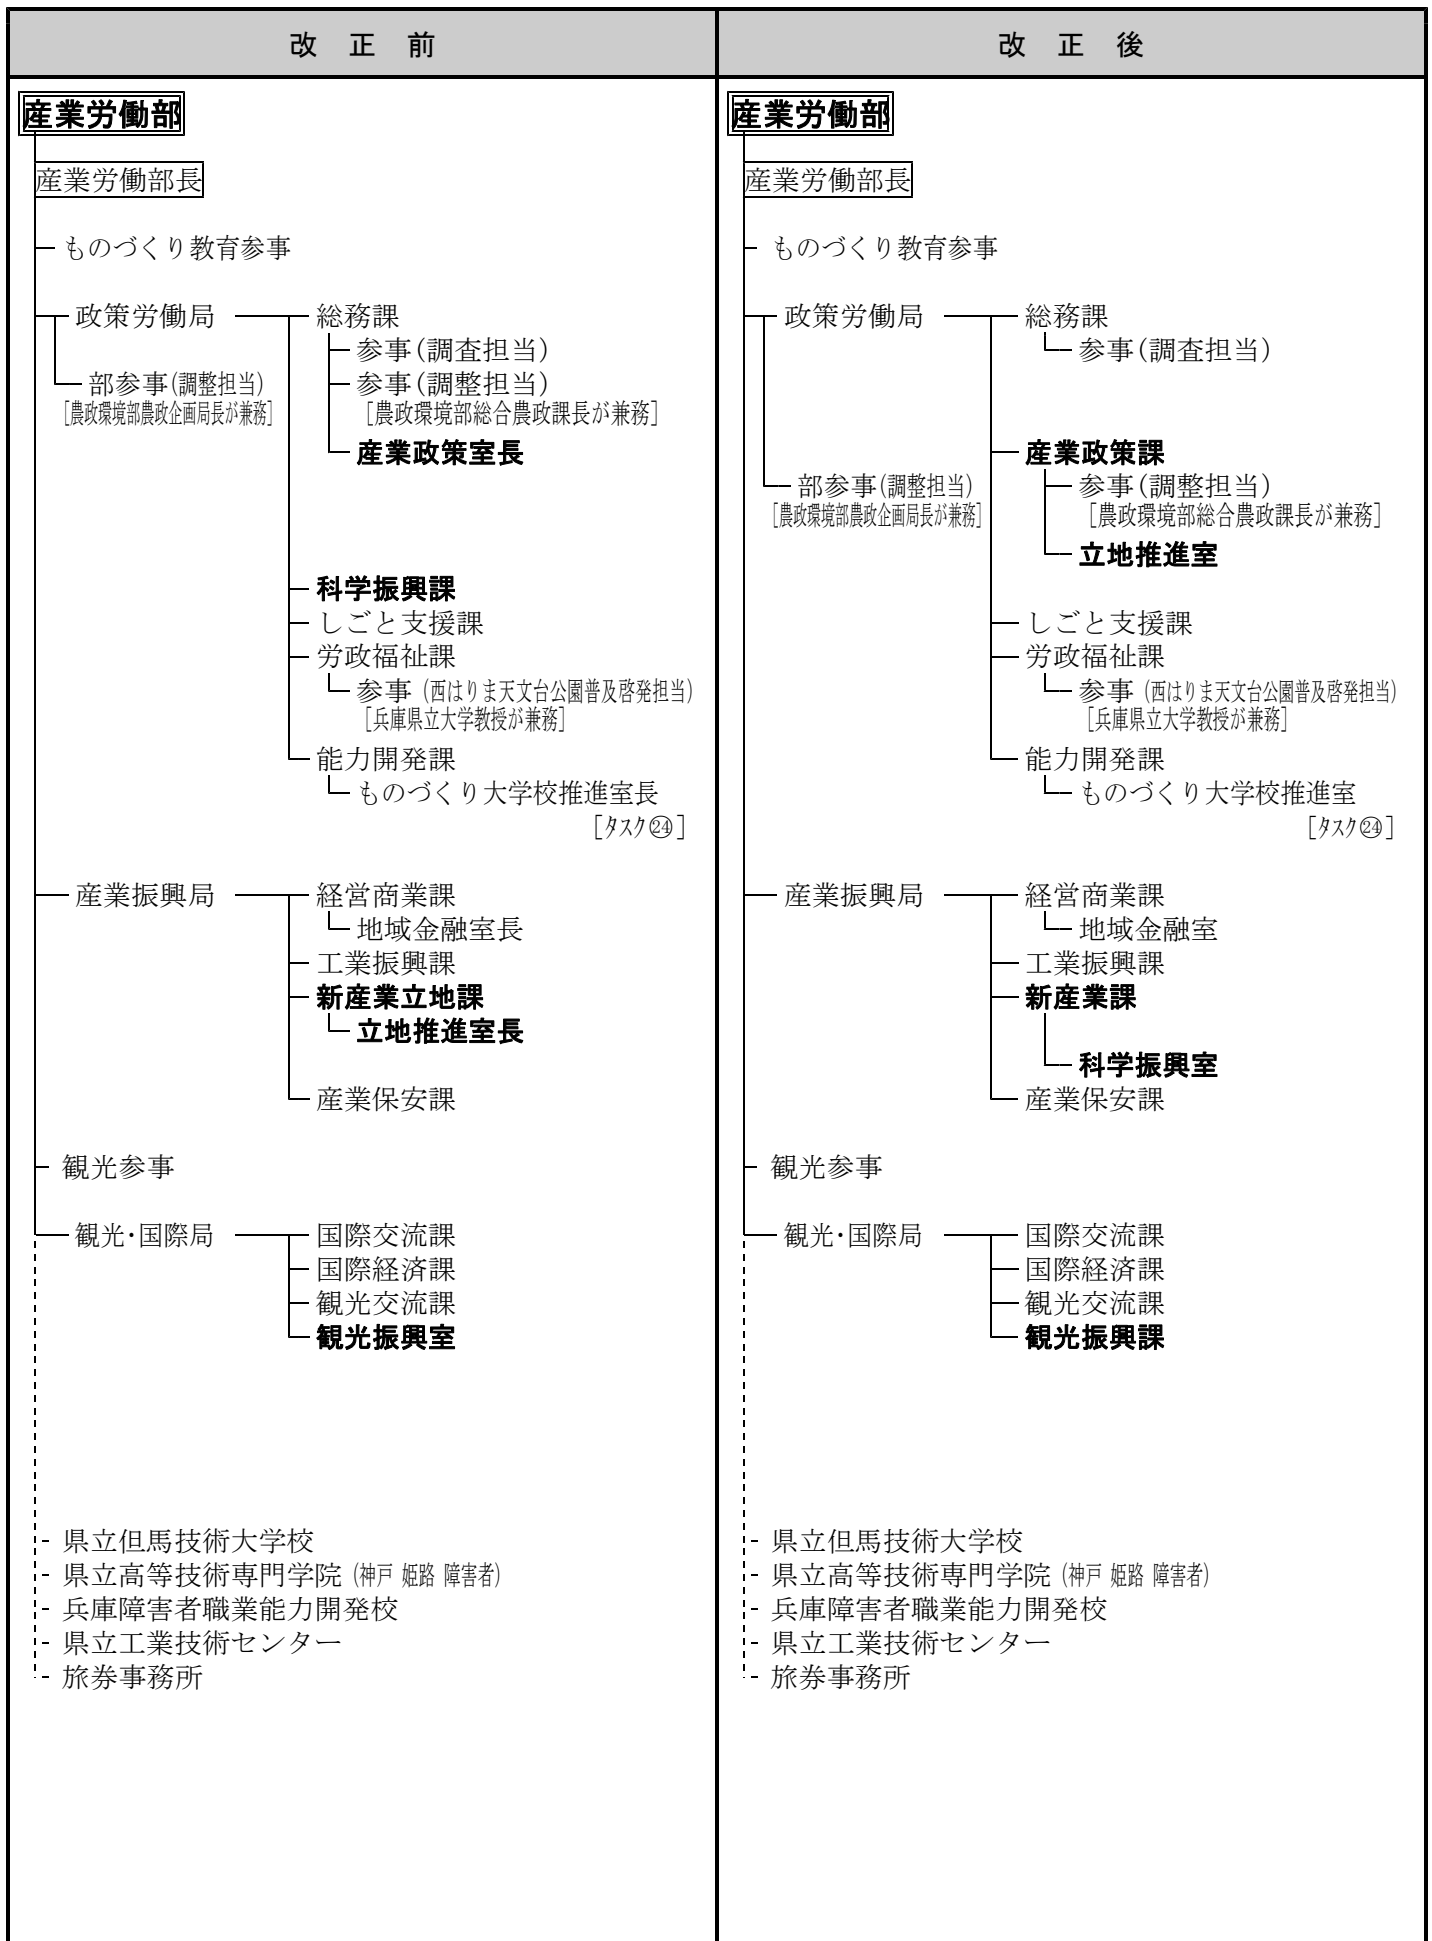 改 正 前
産業労働部
産業労働部長
ものづくり教育参事
政策労働局
総務課
参事(調査担当)
部参事(調整担当)
参事(調整担当)
[農政環境部農政企画局長が兼務]
[農政環境部総合農政課長が兼務]
産業政策室長
科学振興課
しごと支援課
労政福祉課
参事(西はりま天文台公園普及啓発担当)
[兵庫県立大学教授が兼務]
能力開発課
ものづくり大学校推進室長
[タスク㉔]
産業振興局
経営商業課
地域金融室長
工業振興課
新産業立地課
立地推進室長
産業保安課
観光参事
観光・国際局
国際交流課
国際経済課
観光交流課
観光振興室
県立但馬技術大学校
県立高等技術専門学院(神戸 姫路 障害者)
兵庫障害者職業能力開発校
県立工業技術センター
旅券事務所
改 正 後
産業労働部
産業労働部長
ものづくり教育参事
政策労働局
総務課
参事(調査担当)
産業政策課
部参事(調整担当)
参事(調整担当)
[農政環境部農政企画局長が兼務]
[農政環境部総合農政課長が兼務]
立地推進室
しごと支援課
労政福祉課
参事(西はりま天文台公園普及啓発担当)
[兵庫県立大学教授が兼務]
能力開発課
ものづくり大学校推進室
[タスク㉔]
産業振興局
経営商業課
地域金融室
工業振興課
新産業課
科学振興室
産業保安課
観光参事
観光・国際局
国際交流課
国際経済課
観光交流課
観光振興課
県立但馬技術大学校
県立高等技術専門学院(神戸 姫路 障害者)
兵庫障害者職業能力開発校
県立工業技術センター
旅券事務所